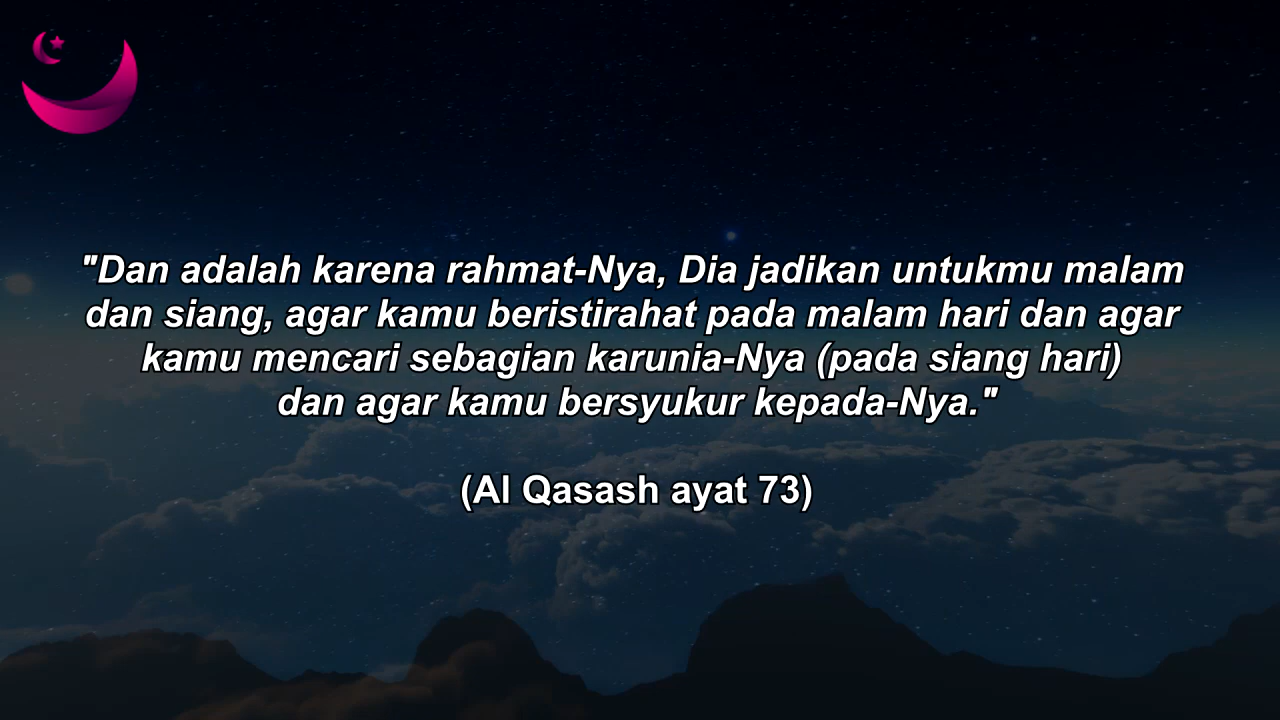 "Dan adalah karena rahmat-Nya, Dia jadikan untukmu malam
dan siang, agar kamu beristirahat pada malam hari dan agar
kamu mencari sebagian karunia-Nya (pada siang hari)
dan agar kamu bersyukur kepada-Nya."
(Al Qasash ayat 73)